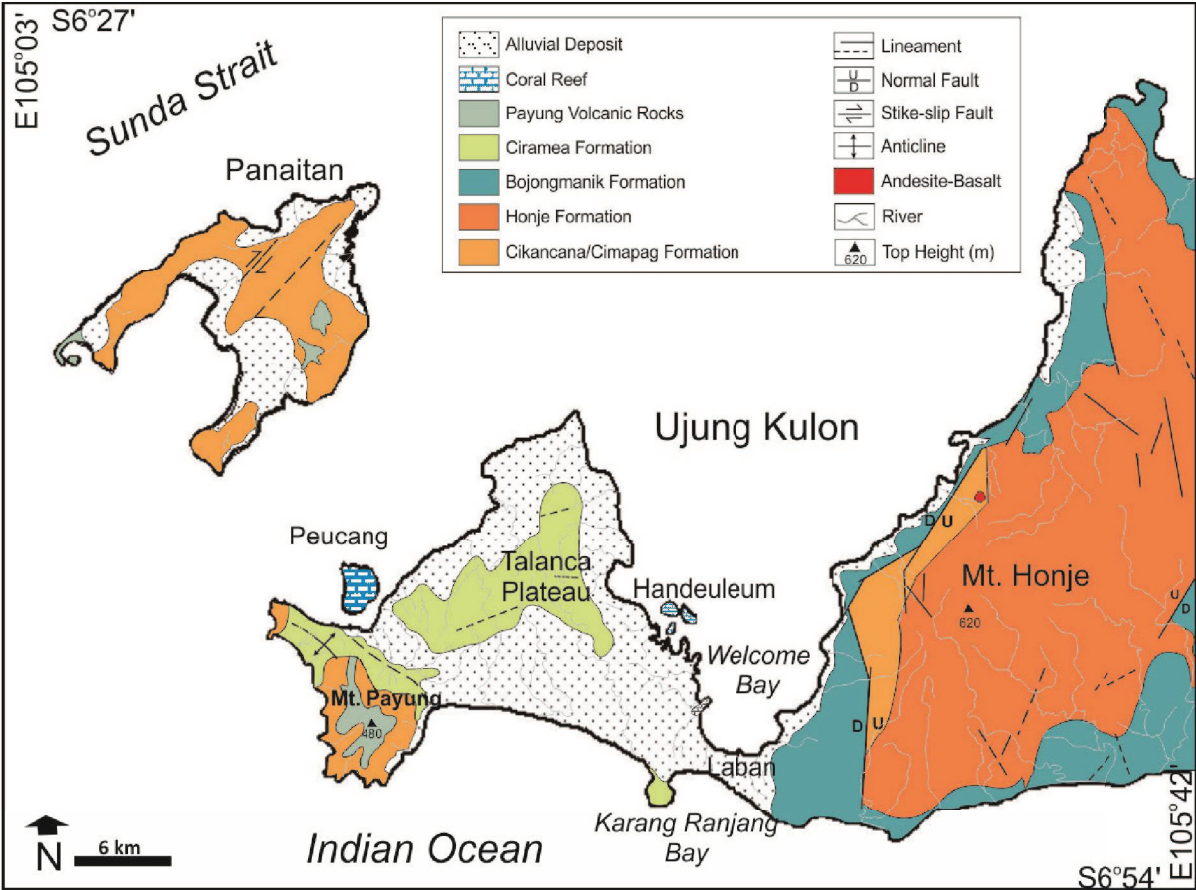 S6°27'
E105°03'
Sunda Strait
Panaitan
Alluvial Deposit
Coral Reef
Payung Volcanic Rocks
Ciramea Formation
Bojongmanik Formation
Honje Formation
Cikancana/Cimapag Formation
Lineament
U
D
Normal Fault
Stike-slip Fault
Anticline
Andesite-Basalt
River
620
Top Height (m)
Ujung Kulon
Peucang
Talanca
Plateau
Handeuleum
Welcome
Bay
D U
Mt. Honje
620
U
D
Mt. Payung
480
D U
Laban
Karang Ranjang
Bay
Indian Ocean
N
6 km
S6°54'
E105°42'